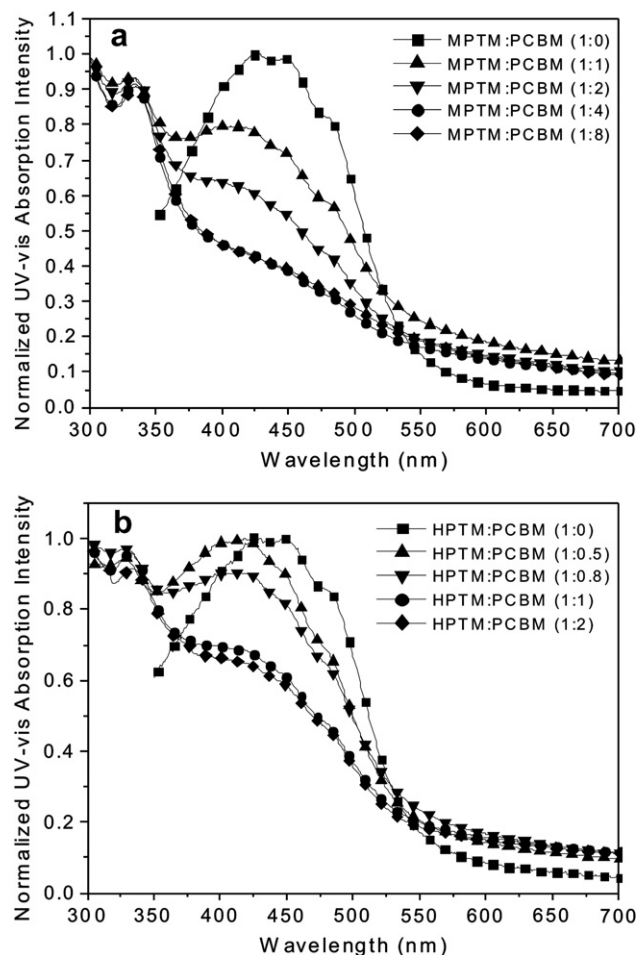 a
1.1
1.0
0.9
0.8
0.7
0.6
0.5
0.4
0.3
0.2
0.1
0.0
Normalized UV-vis Absorption Intensity
MPTM:PCBM (1:0)
MPTM:PCBM (1:1)
MPTM:PCBM (1:2)
MPTM:PCBM (1:4)
MPTM:PCBM (1:8)
300 350 400 450 500 550 600 650 700
Wavelength (nm)
b
1.0
0.8
0.6
0.4
0.2
0.0
Normalized UV-vis Absorption Intensity
HPTM:PCBM (1:0)
HPTM:PCBM (1:0.5)
HPTM:PCBM (1:0.8)
HPTM:PCBM (1:1)
HPTM:PCBM (1:2)
300 350 400 450 500 550 600 650 700
Wavelength (nm)